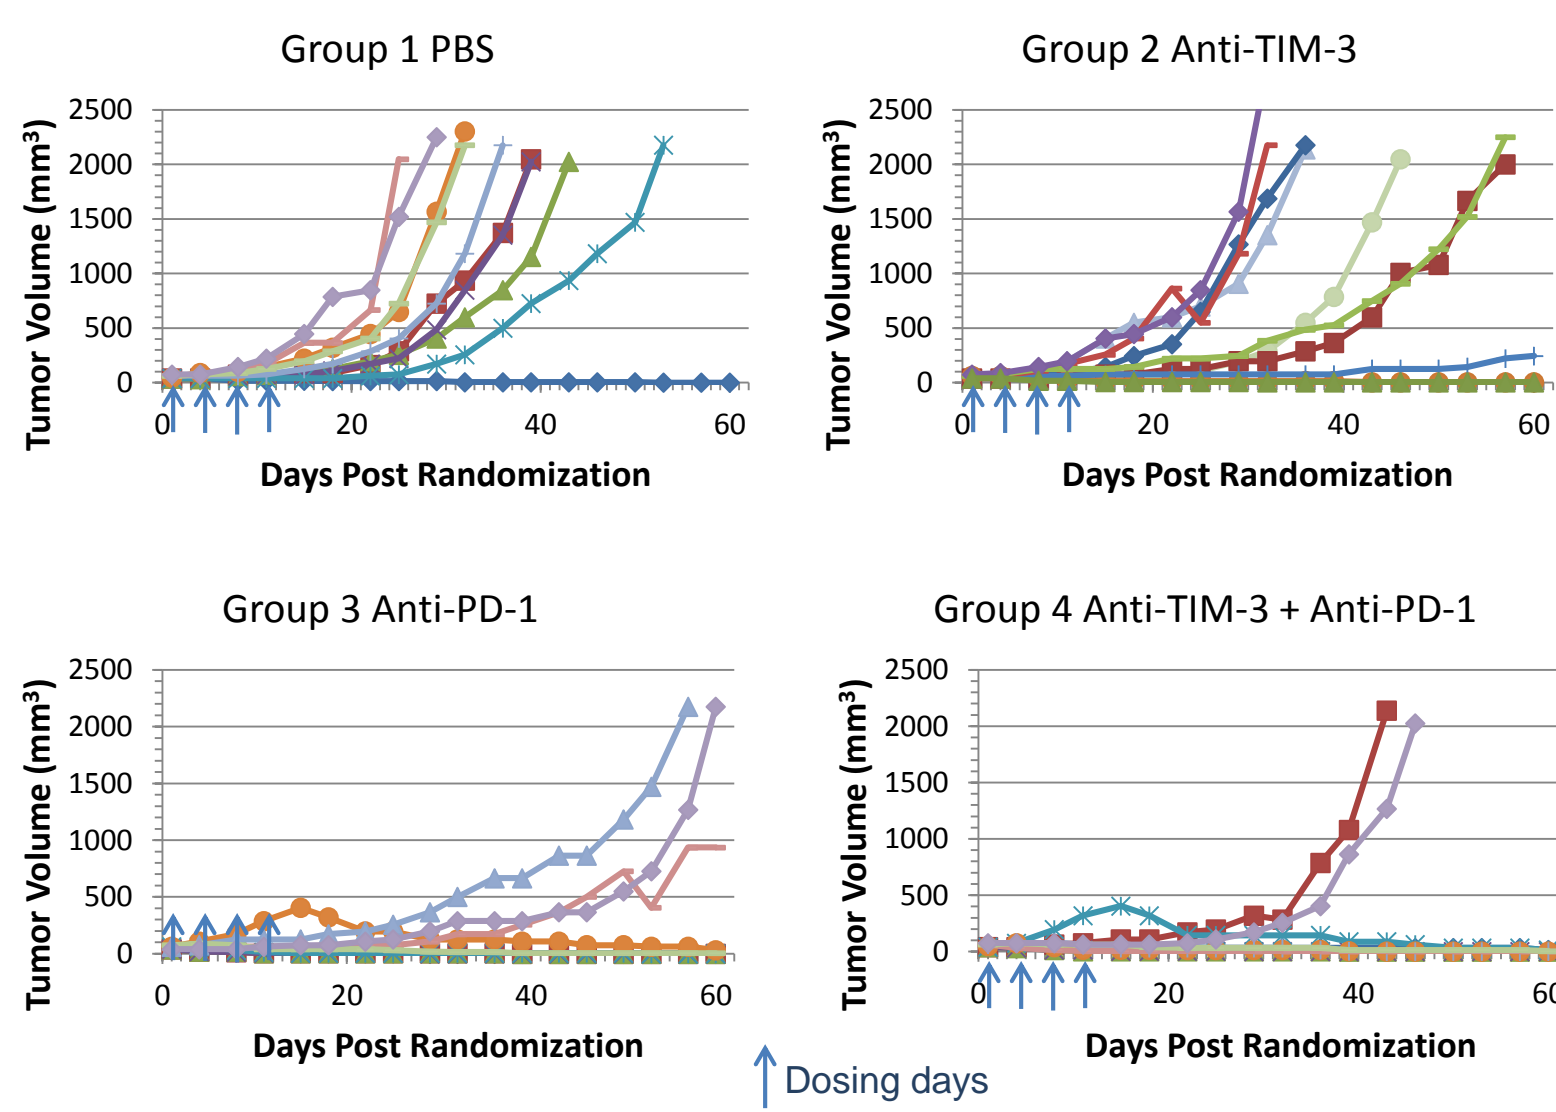 Group 1 PBS
Tumor Volume (mm³)
2500
2000
1500
1000
500
0
0 20 40 60
Days Post Randomization
Group 2 Anti-TIM-3
Tumor Volume (mm³)
2500
2000
1500
1000
500
0
0 20 40 60
Days Post Randomization
Group 3 Anti-PD-1
Tumor Volume (mm³)
2500
2000
1500
1000
500
0
0 20 40 60
Days Post Randomization
Group 4 Anti-TIM-3 + Anti-PD-1
Tumor Volume (mm³)
2500
2000
1500
1000
500
0
0 20 40 60
Days Post Randomization
Dosing days